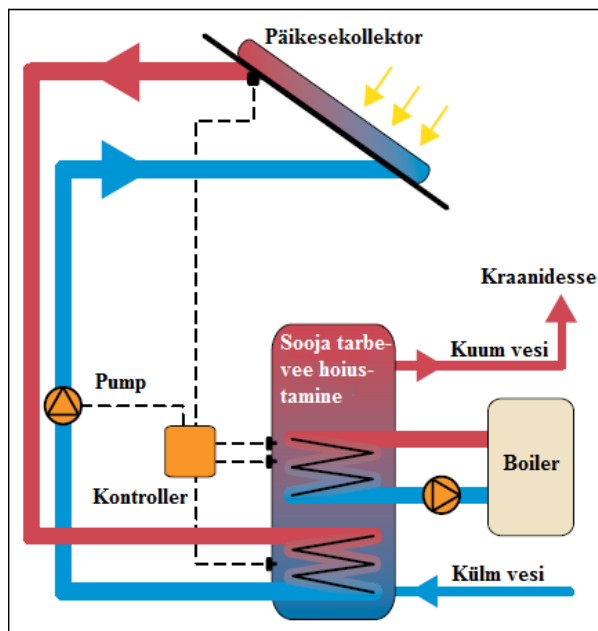 Päikesekollektor
Kraanidesse
Sooja tarbe-
vee hoius-
tamine
Kuum vesi
Pump
Boiler
Kontroller
Külm vesi